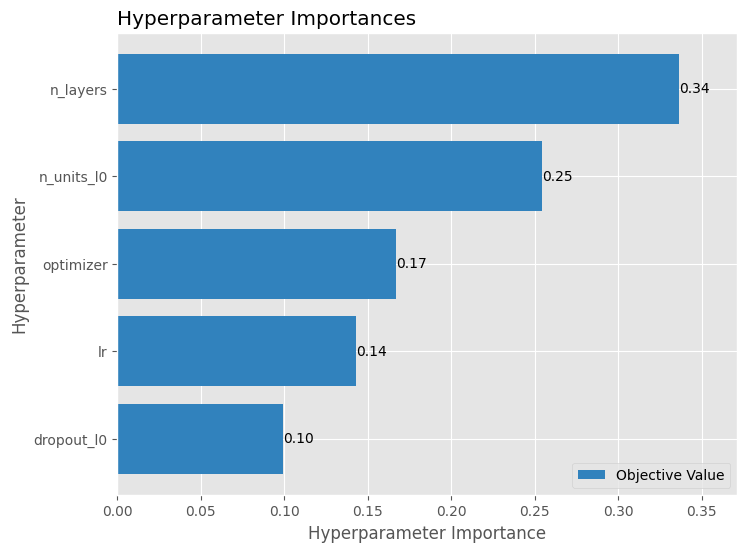 Hyperparameter Importances
Hyperparameter
n_layers
0.34
n_units_l0
0.25
optimizer
0.17
lr
0.14
dropout_l0
0.10
Objective Value
0.00 0.05 0.10 0.15 0.20 0.25 0.30 0.35
Hyperparameter Importance